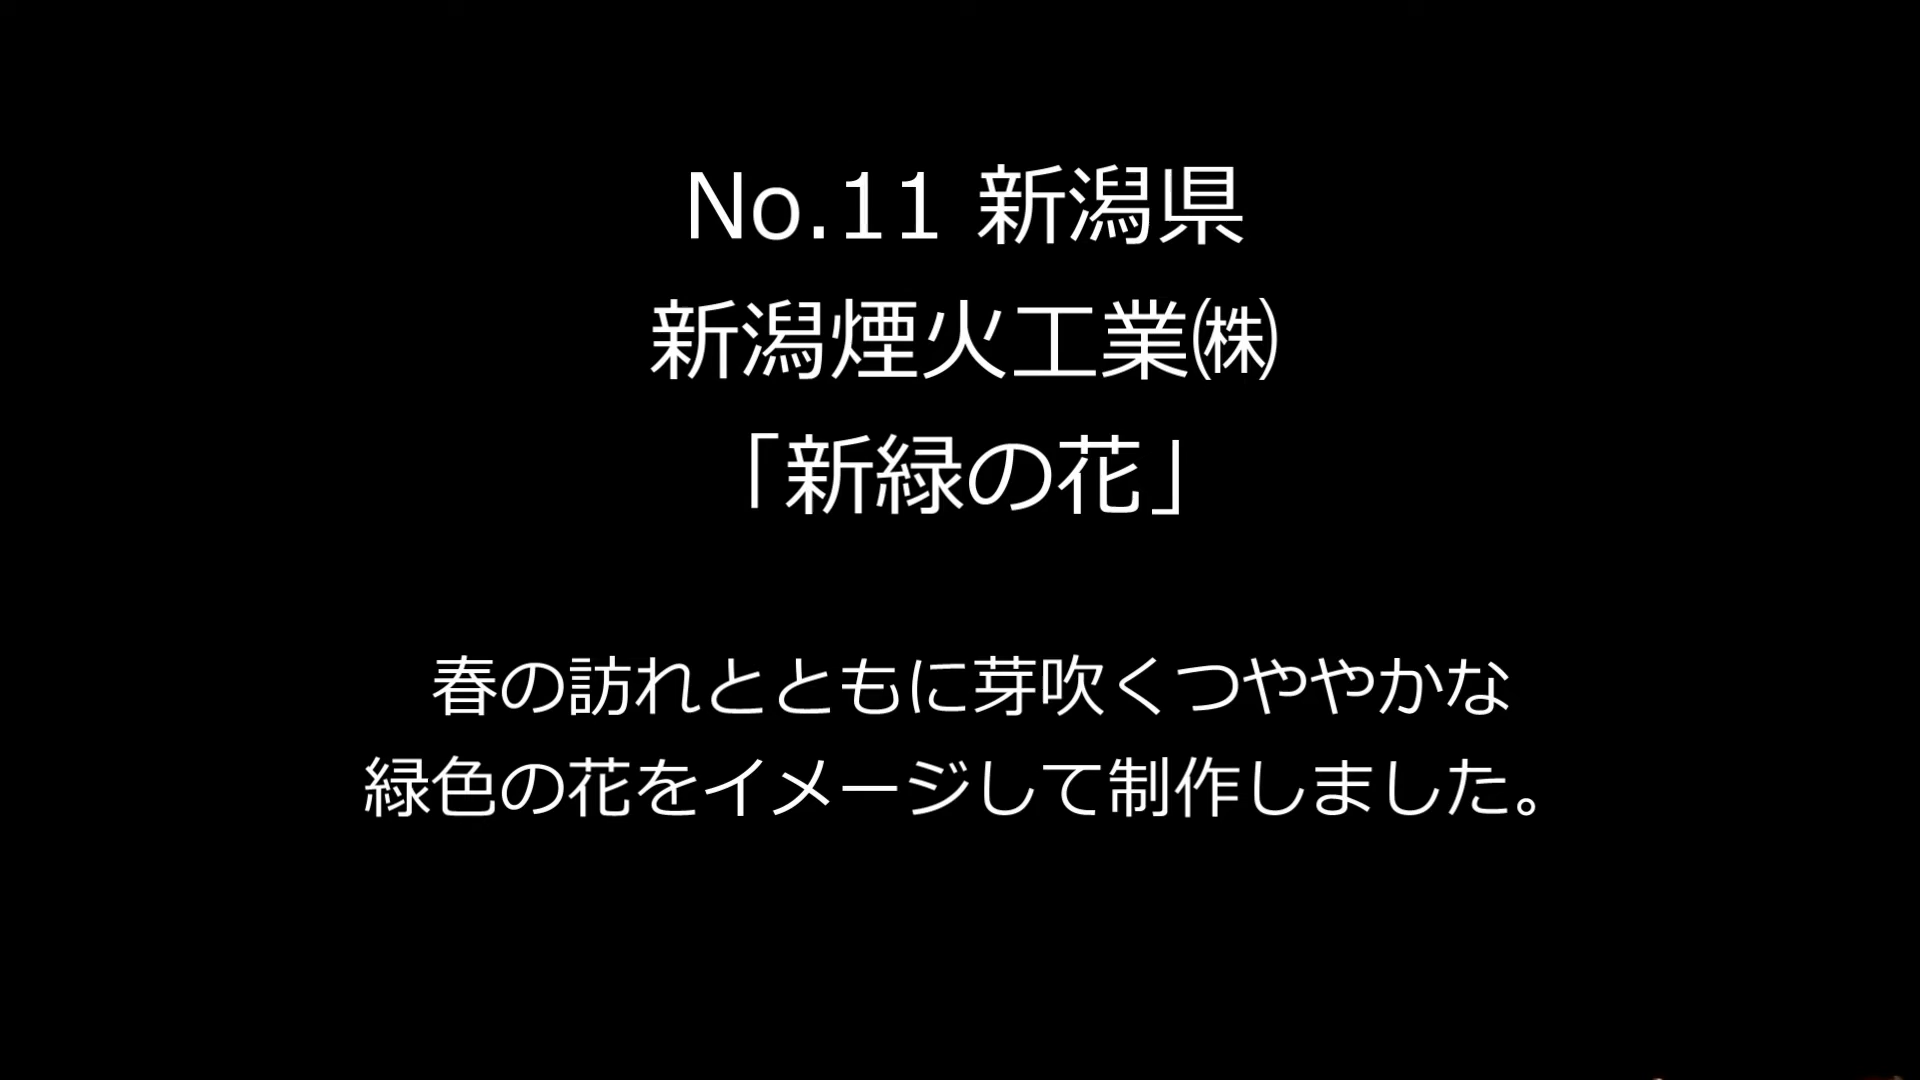 No.11 新潟県
新潟煙火工業㈱
「新緑の花」
春の訪れとともに芽吹くつややかな
緑色の花をイメージして制作しました。